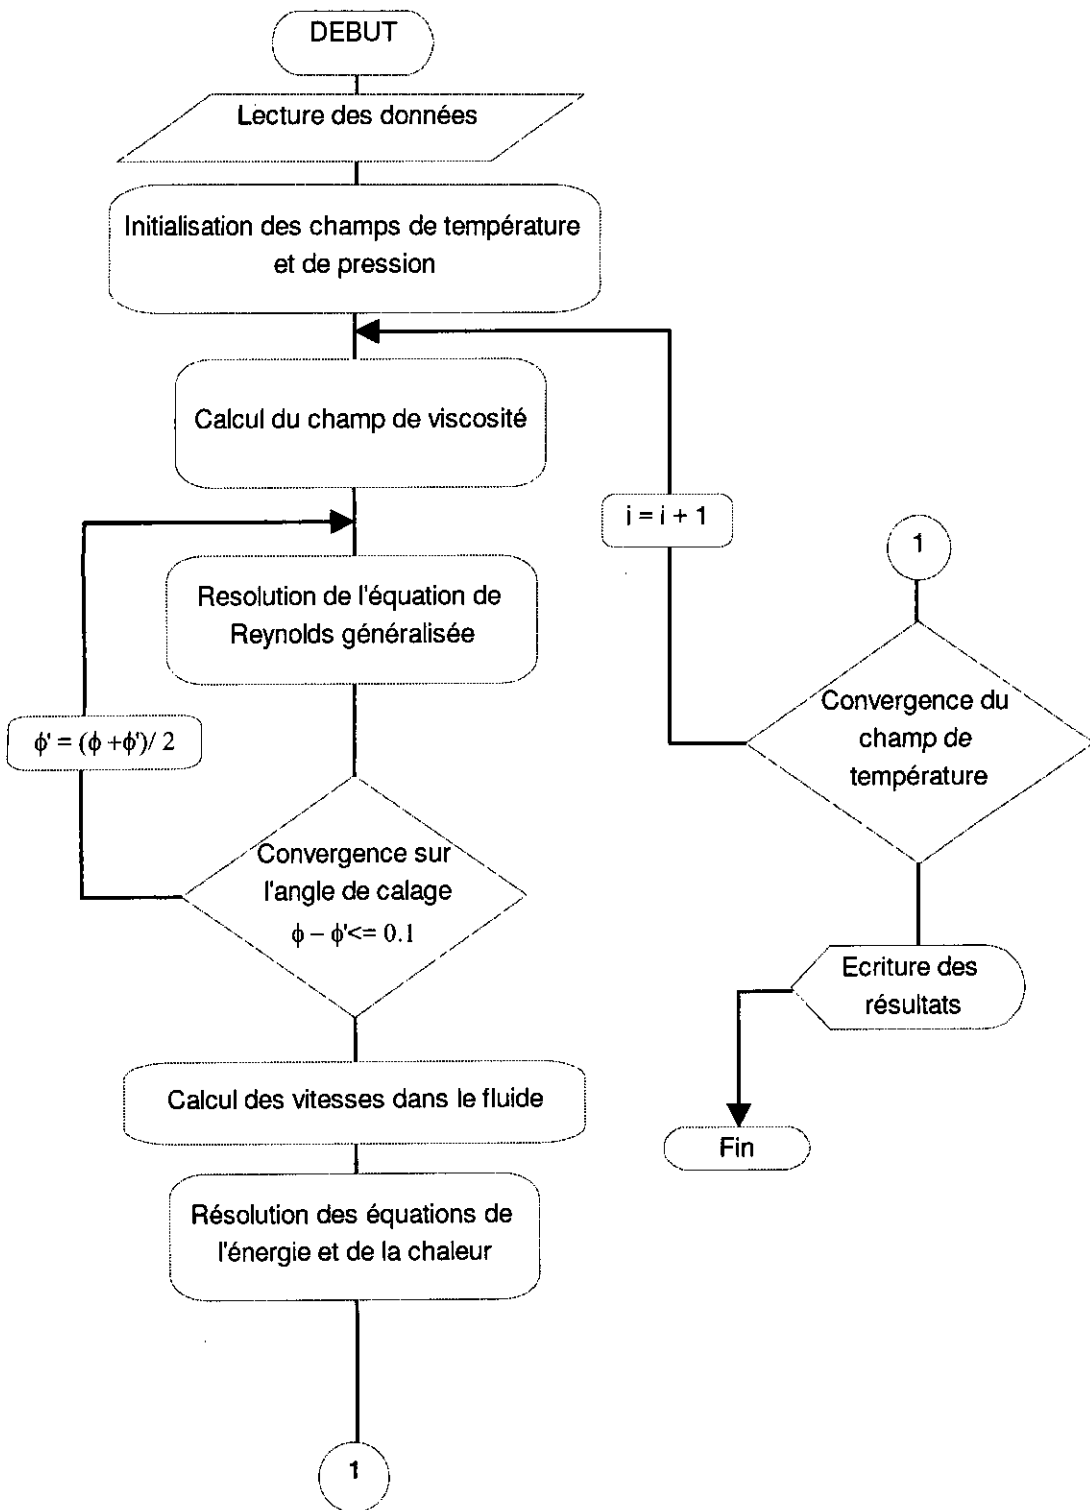 DEBUT
Lecture des données
Initialisation des champs de température
et de pression
Calcul du champ de viscosité
i = i + 1
1
Resolution de l'équation de
Reynolds généralisée
ϕ' = (ϕ +ϕ')/ 2
Convergence du
champ de
température
Convergence sur
l'angle de calage
ϕ – ϕ'<= 0.1
Ecriture des
résultats
Calcul des vitesses dans le fluide
Fin
Résolution des équations de
l'énergie et de la chaleur
1